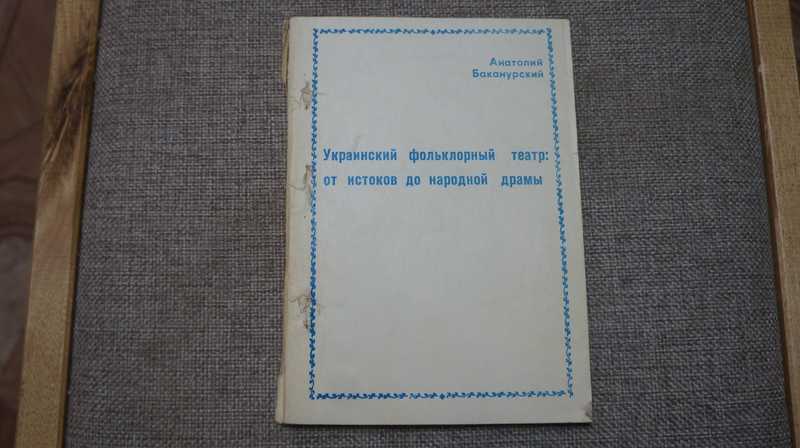 Анатолий
Баканурский
Украинский фольклорный театр:
от истоков до народной драмы